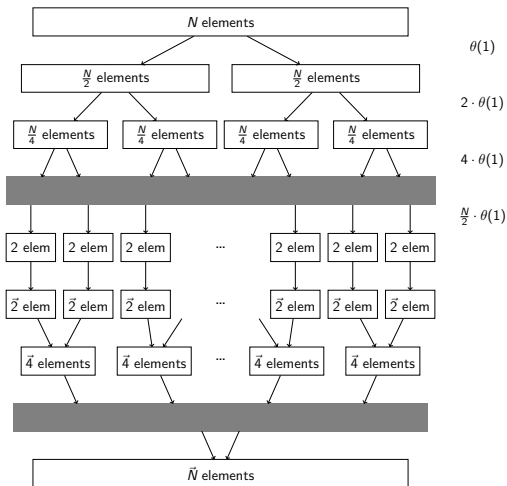 N elements
θ(1)
N/2 elements N/2 elements
2 · θ(1)
N/4 elements N/4 elements N/4 elements N/4 elements
4 · θ(1)
N/2 · θ(1)
2 elem 2 elem 2 elem ... 2 elem 2 elem 2 elem
2⃗ elem 2⃗ elem 2⃗ elem ... 2⃗ elem 2⃗ elem 2⃗ elem
4⃗ elements 4⃗ elements ... 4⃗ elements 4⃗ elements
N⃗ elements